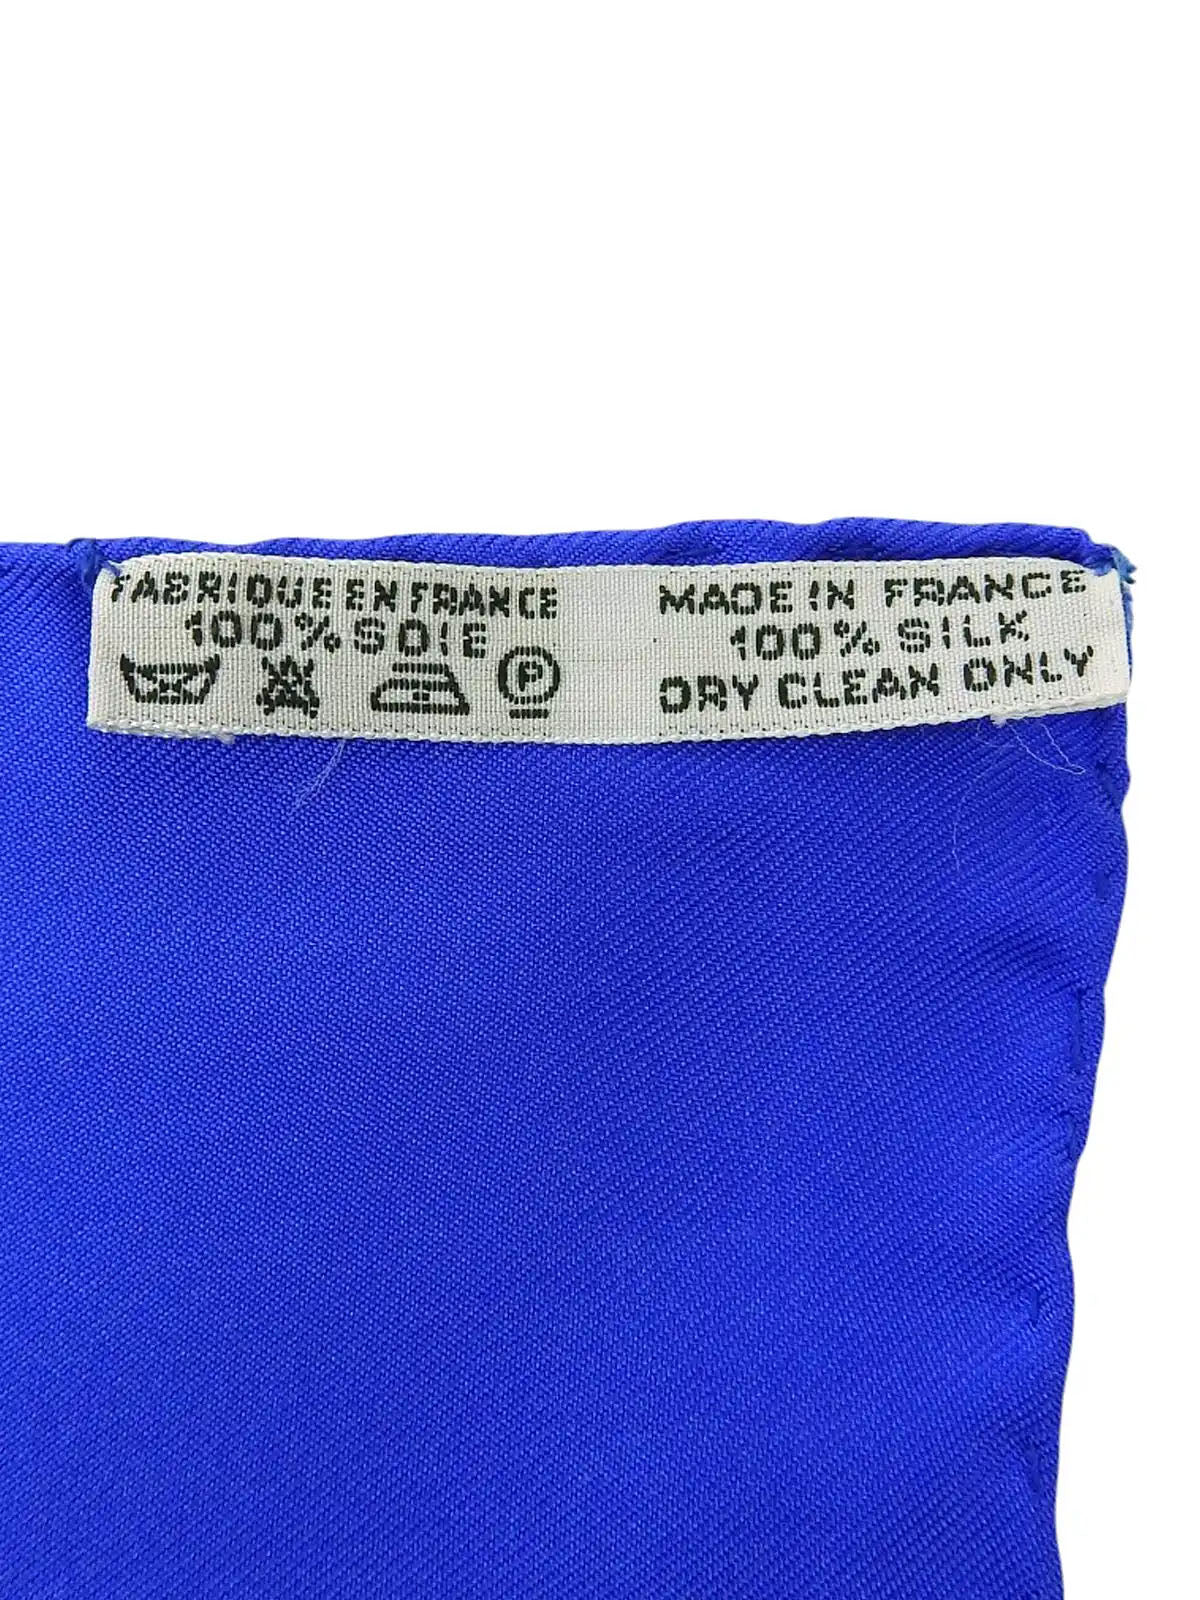 FABRIQUE EN FRANCE
100% SOIE
P
MADE IN FRANCE
100% SILK
DRY CLEAN ONLY